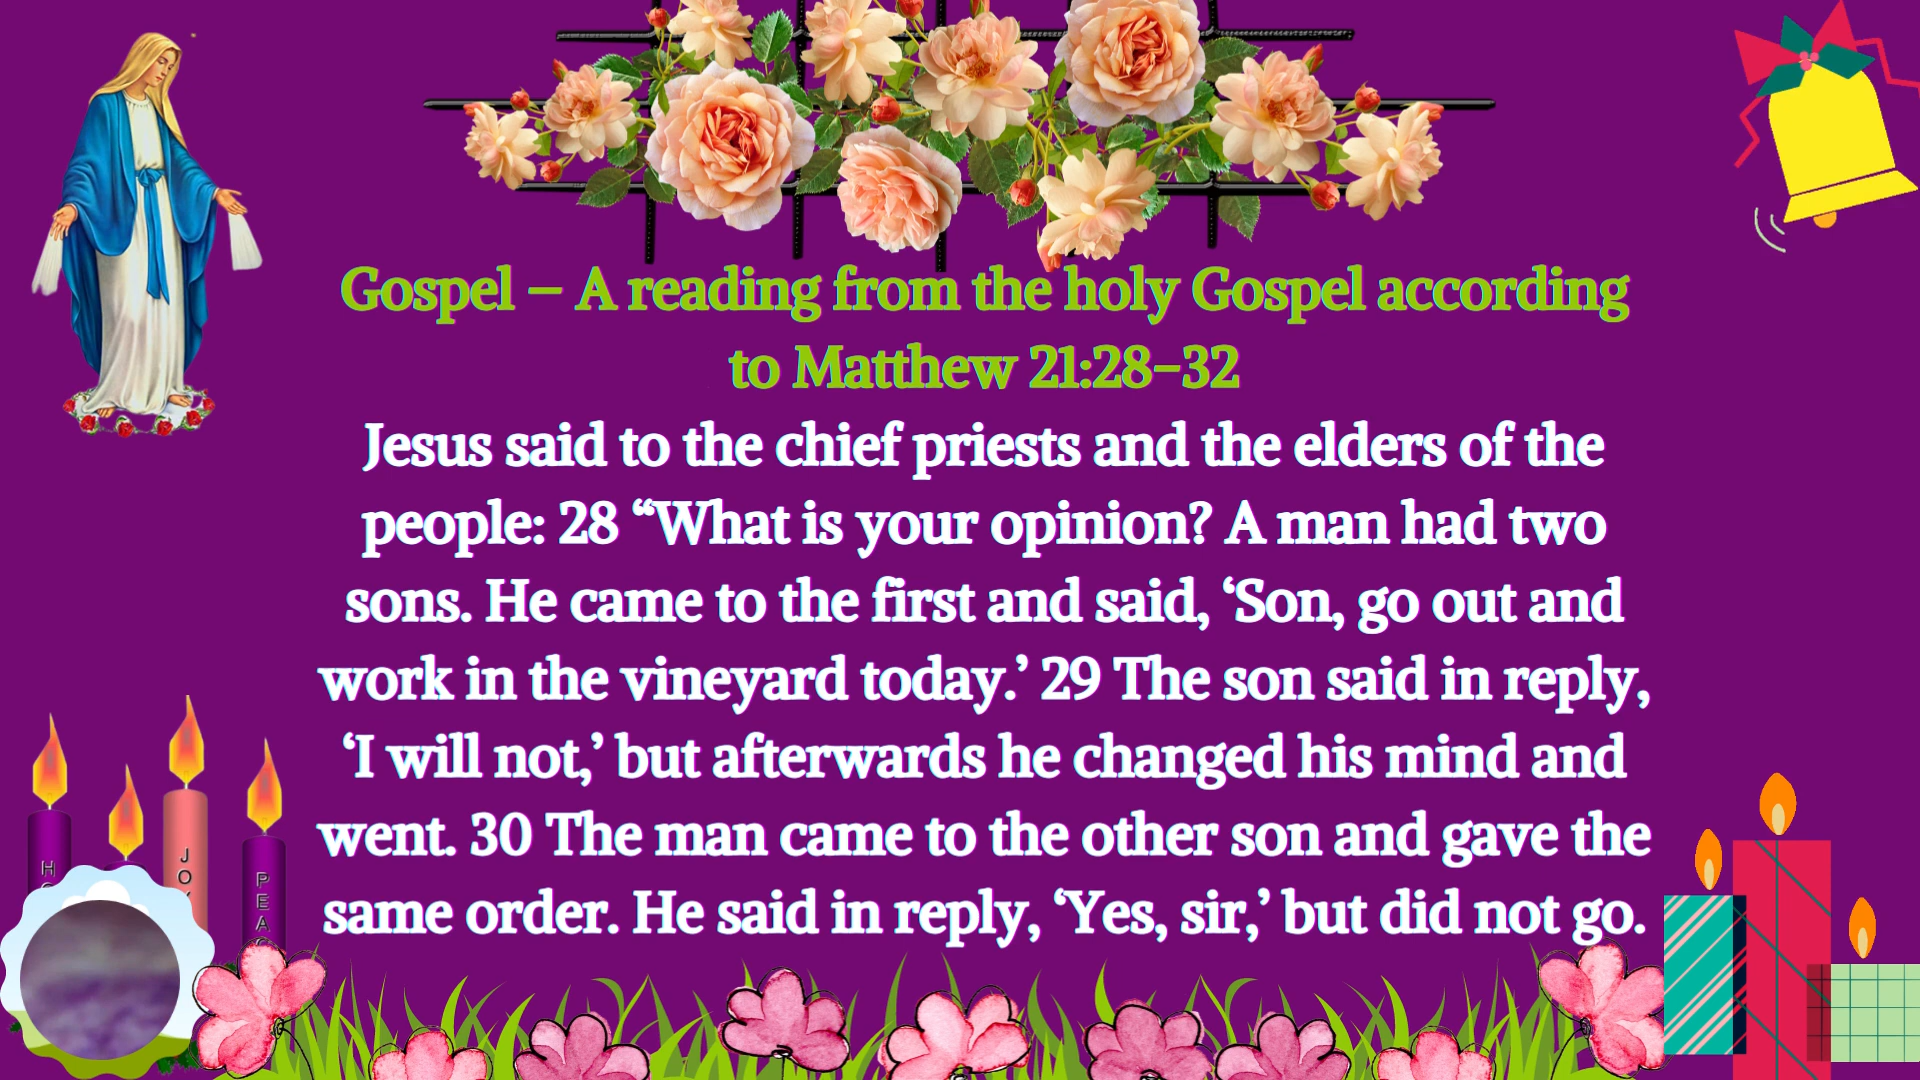 Gospel – A reading from the holy Gospel according
to Matthew 21:28–32
Jesus said to the chief priests and the elders of the
people: 28 “What is your opinion? A man had two
sons. He came to the first and said, ‘Son, go out and
work in the vineyard today.’ 29 The son said in reply,
‘I will not,’ but afterwards he changed his mind and
went. 30 The man came to the other son and gave the
same order. He said in reply, ‘Yes, sir,’ but did not go.